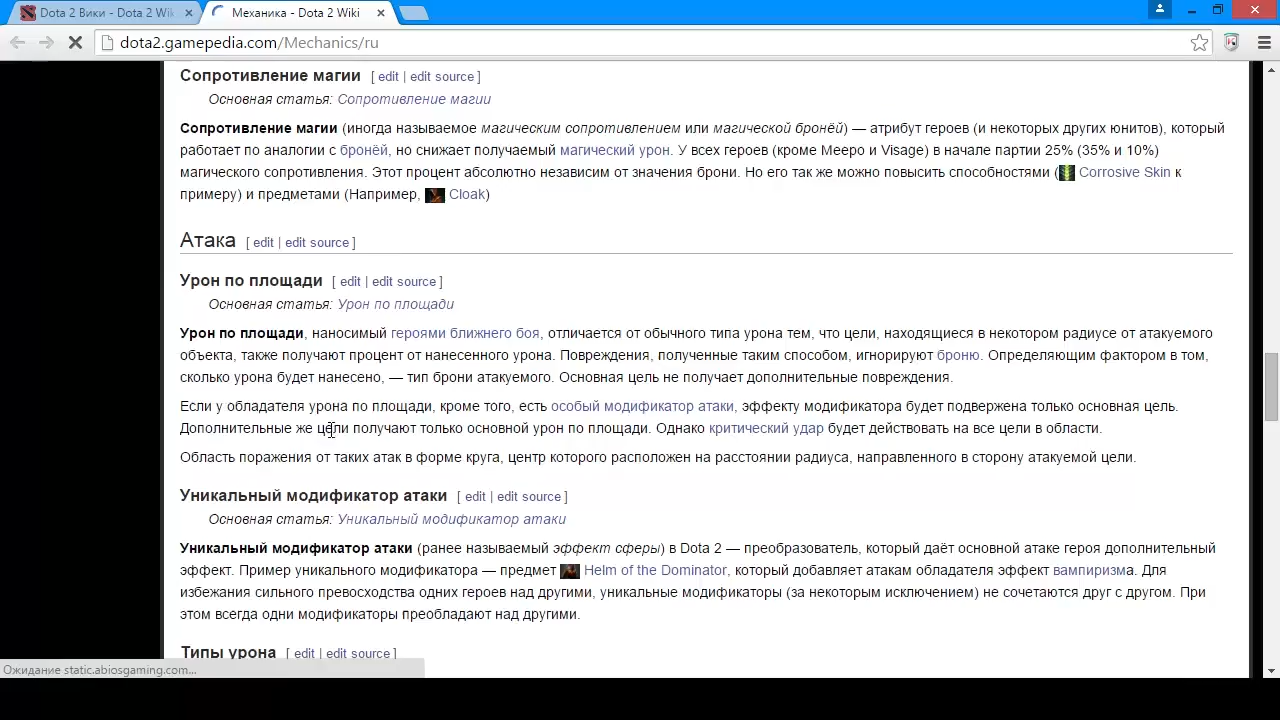 Dota 2 Вики - Dota 2 Wik
Механика - Dota 2 Wiki
dota2.gamepedia.com/Mechanics/ru
Сопротивление магии [ edit | edit source ]
Основная статья: Сопротивление магии
Сопротивление магии (иногда называемое магическим сопротивлением или магической бронёй) — атрибут героев (и некоторых других юнитов), который
работает по аналогии с бронёй, но снижает получаемый магический урон. У всех героев (кроме Meepo и Visage) в начале партии 25% (35% и 10%)
магического сопротивления. Этот процент абсолютно независим от значения брони. Но его так же можно повысить способностями ( Corrosive Skin к
примеру) и предметами (Например, Cloak)
Атака [ edit | edit source ]
Урон по площади [ edit | edit source ]
Основная статья: Урон по площади
Урон по площади, наносимый героями ближнего боя, отличается от обычного типа урона тем, что цели, находящиеся в некотором радиусе от атакуемого
объекта, также получают процент от нанесенного урона. Повреждения, полученные таким способом, игнорируют броню. Определяющим фактором в том,
сколько урона будет нанесено, — тип брони атакуемого. Основная цель не получает дополнительные повреждения.
Если у обладателя урона по площади, кроме того, есть особый модификатор атаки, эффекту модификатора будет подвержена только основная цель.
Дополнительные же цели получают только основной урон по площади. Однако критический удар будет действовать на все цели в области.
Область поражения от таких атак в форме круга, центр которого расположен на расстоянии радиуса, направленного в сторону атакуемой цели.
Уникальный модификатор атаки [ edit | edit source ]
Основная статья: Уникальный модификатор атаки
Уникальный модификатор атаки (ранее называемый эффект сферы) в Dota 2 — преобразователь, который даёт основной атаке героя дополнительный
эффект. Пример уникального модификатора — предмет Helm of the Dominator, который добавляет атакам обладателя эффект вампиризма. Для
избежания сильного превосходства одних героев над другими, уникальные модификаторы (за некоторым исключением) не сочетаются друг с другом. При
этом всегда одни модификаторы преобладают над другими.
Типы урона [ edit | edit source ]
Ожидание static.abiosgaming.com...